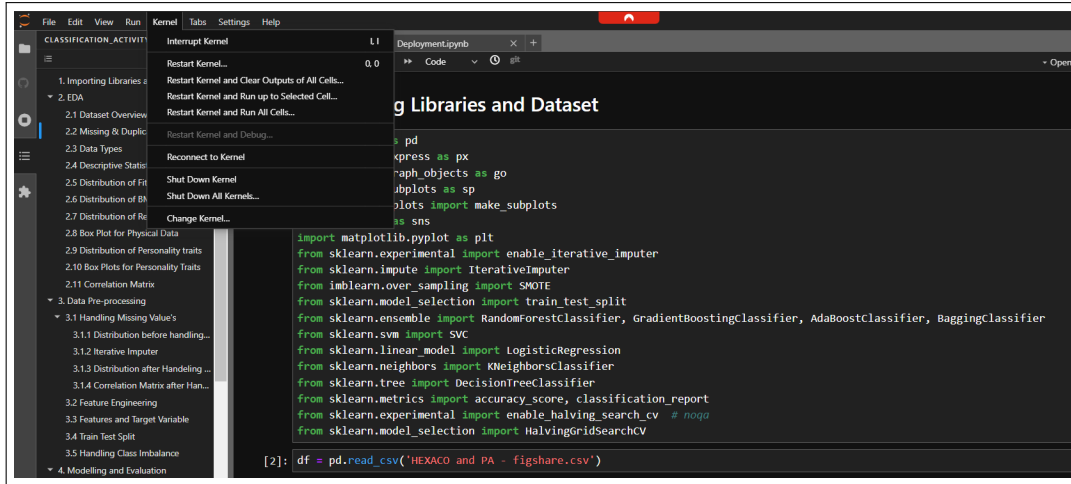 File Edit View Run Kernel Tabs Settings Help
CLASSIFICATION_ACTIVIT
Interrupt Kernel I, I
Restart Kernel... 0, 0
Restart Kernel and Clear Outputs of All Cells...
Restart Kernel and Run up to Selected Cell...
Restart Kernel and Run All Cells...
Restart Kernel and Debug...
Reconnect to Kernel
Shut Down Kernel
Shut Down All Kernels...
Change Kernel...
Deployment.ipynb × +
Code git
Open
1. Importing Libraries a
2. EDA
2.1 Dataset Overview
2.2 Missing & Duplic
2.3 Data Types
2.4 Descriptive Statis
2.5 Distribution of Fit
2.6 Distribution of BM
2.7 Distribution of Re
2.8 Box Plot for Physical Data
2.9 Distribution of Personality traits
2.10 Box Plots for Personality Traits
2.11 Correlation Matrix
3. Data Pre-processing
3.1 Handling Missing Value's
3.1.1 Distribution before handling...
3.1.2 Iterative Imputer
3.1.3 Distribution after Handeling ...
3.1.4 Correlation Matrix after Han...
3.2 Feature Engineering
3.3 Features and Target Variable
3.4 Train Test Split
3.5 Handling Class Imbalance
4. Modelling and Evaluation
g Libraries and Dataset
s pd
xpress as px
raph_objects as go
ubplots as sp
plots import make_subplots
as sns
import matplotlib.pyplot as plt
from sklearn.experimental import enable_iterative_imputer
from sklearn.impute import IterativeImputer
from imblearn.over_sampling import SMOTE
from sklearn.model_selection import train_test_split
from sklearn.ensemble import RandomForestClassifier, GradientBoostingClassifier, AdaBoostClassifier, BaggingClassifier
from sklearn.svm import SVC
from sklearn.linear_model import LogisticRegression
from sklearn.neighbors import KNeighborsClassifier
from sklearn.tree import DecisionTreeClassifier
from sklearn.metrics import accuracy_score, classification_report
from sklearn.experimental import enable_halving_search_cv # noqa
from sklearn.model_selection import HalvingGridSearchCV
[2]: df = pd.read_csv('HEXACO and PA - figshare.csv')